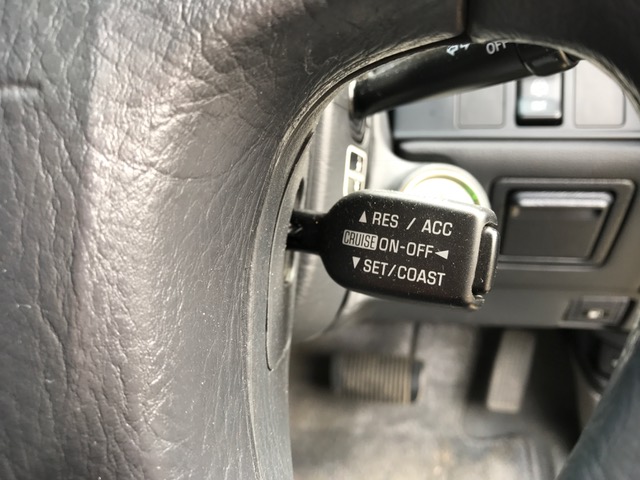 OFF
▲ RES / ACC
CRUISE ON-OFF ◄
▼ SET/COAST